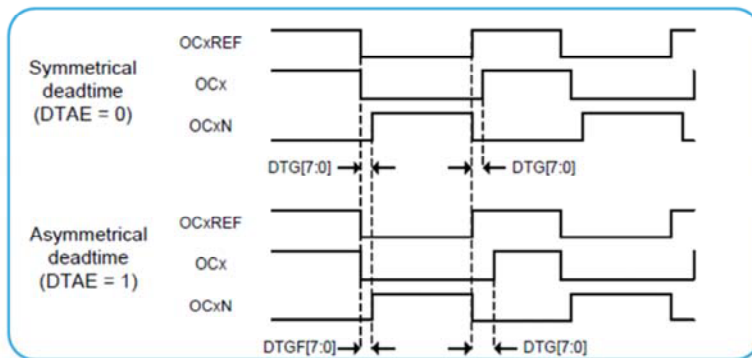 OCxREF
Symmetrical
deadtime
(DTAE = 0)
OCx
OCxN
DTG[7:0]
DTG[7:0]
OCxREF
Asymmetrical
deadtime
(DTAE = 1)
OCx
OCxN
DTGF[7:0]
DTG[7:0]